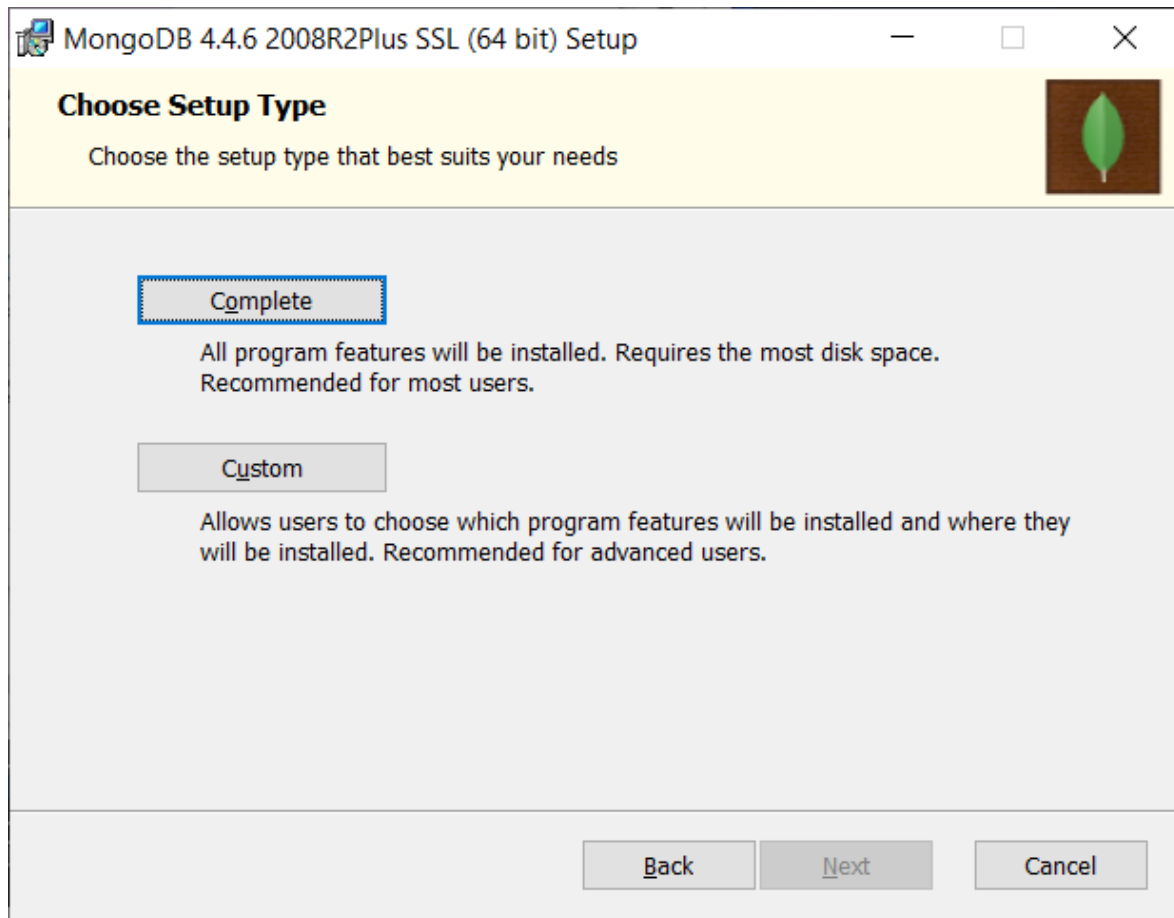 MongoDB 4.4.6 2008R2Plus SSL (64 bit) Setup
Choose Setup Type
Choose the setup type that best suits your needs
Complete
All program features will be installed. Requires the most disk space.
Recommended for most users.
Custom
Allows users to choose which program features will be installed and where they
will be installed. Recommended for advanced users.
Back Next Cancel